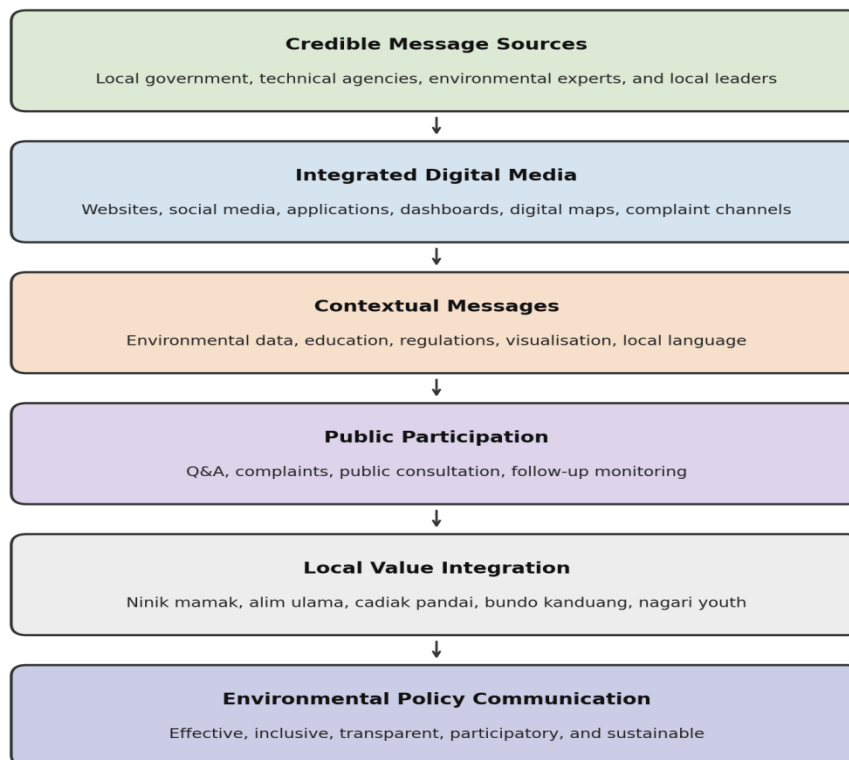 Credible Message Sources
Local government, technical agencies, environmental experts, and local leaders
Integrated Digital Media
Websites, social media, applications, dashboards, digital maps, complaint channels
Contextual Messages
Environmental data, education, regulations, visualisation, local language
Public Participation
Q&A, complaints, public consultation, follow-up monitoring
Local Value Integration
Ninik mamak, alim ulama, cadiak pandai, bundo kanduang, nagari youth
Environmental Policy Communication
Effective, inclusive, transparent, participatory, and sustainable